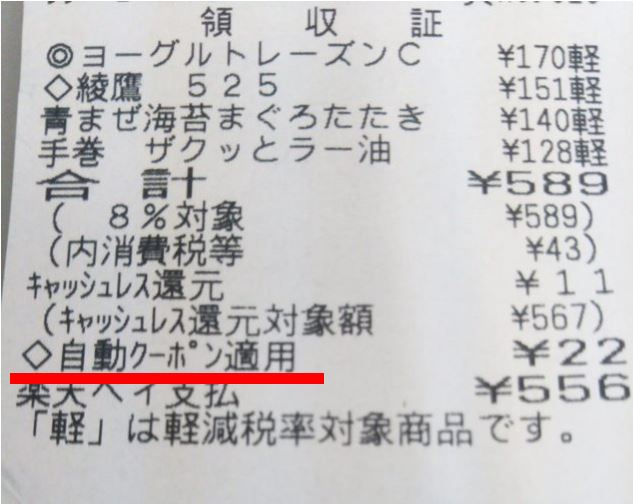 領収証
◎ヨーグルトレーズンC ¥170軽
◇綾鷹 525 ¥151軽
青まぜ海苔まぐろたたき ¥140軽
手巻 ザクッとラー油 ¥128軽
合計 ¥589
( 8%対象 ¥589)
(内消費税等 ¥43)
キャッシュレス還元 ¥11
(キャッシュレス還元対象額 ¥567)
◇自動クーポン適用 ¥22
楽天ペイ支払 ¥556
「軽」は軽減税率対象商品です。